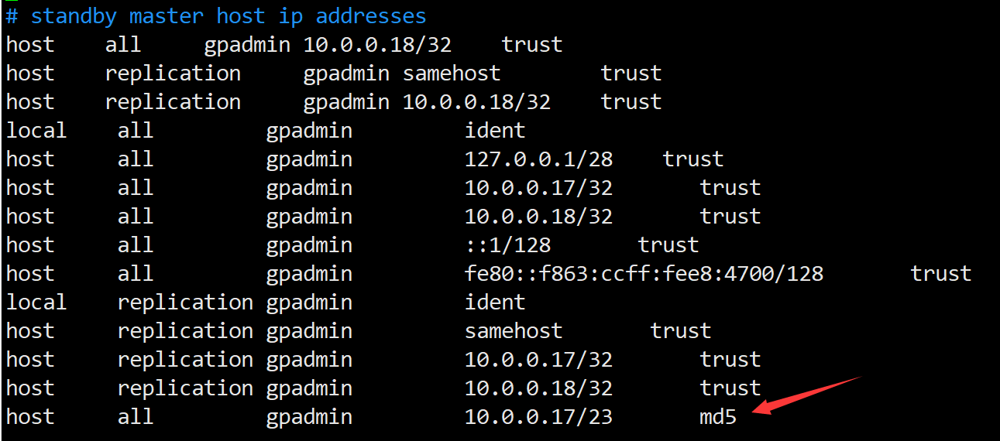 # standby master host ip addresses
host all gpadmin 10.0.0.18/32 trust
host replication gpadmin samehost trust
host replication gpadmin 10.0.0.18/32 trust
local all gpadmin ident
host all gpadmin 127.0.0.1/28 trust
host all gpadmin 10.0.0.17/32 trust
host all gpadmin 10.0.0.18/32 trust
host all gpadmin ::1/128 trust
host all gpadmin fe80::f863:ccff:fee8:4700/128 trust
local replication gpadmin ident
host replication gpadmin samehost trust
host replication gpadmin 10.0.0.17/32 trust
host replication gpadmin 10.0.0.18/32 trust
host all gpadmin 10.0.0.17/23 md5